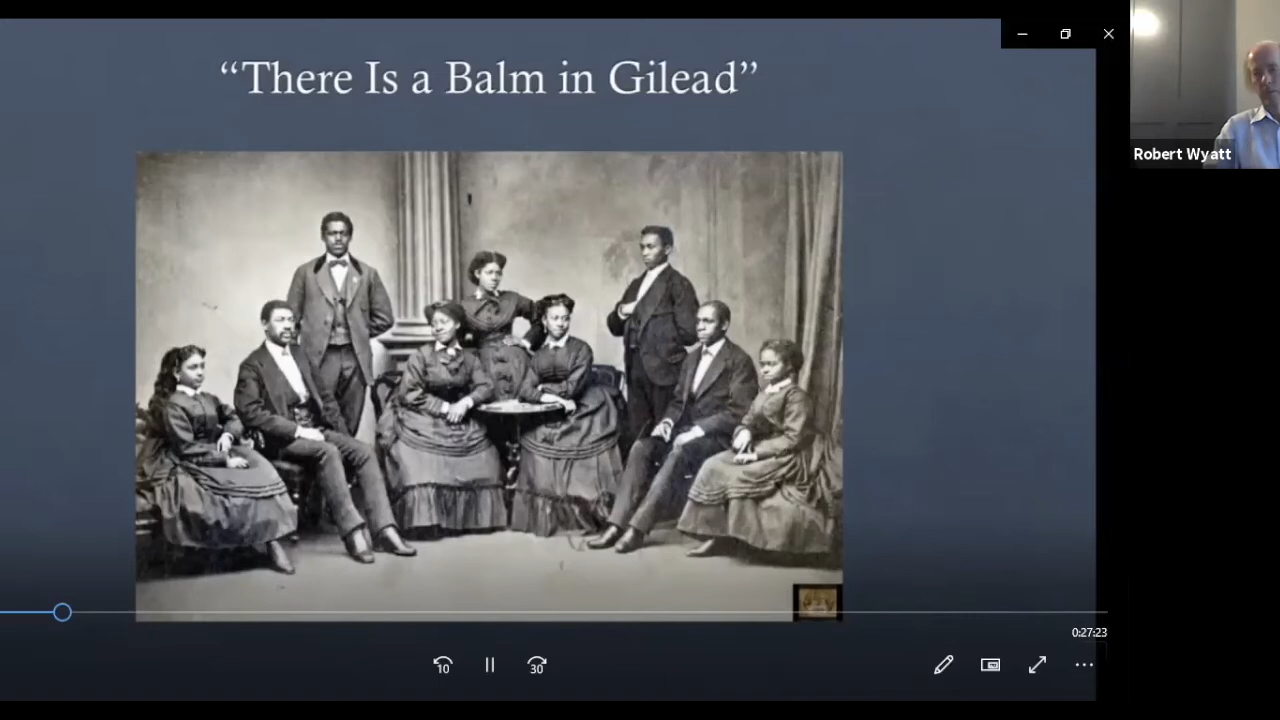 “There Is a Balm in Gilead”
Robert Wyatt
0:27:23
10
30